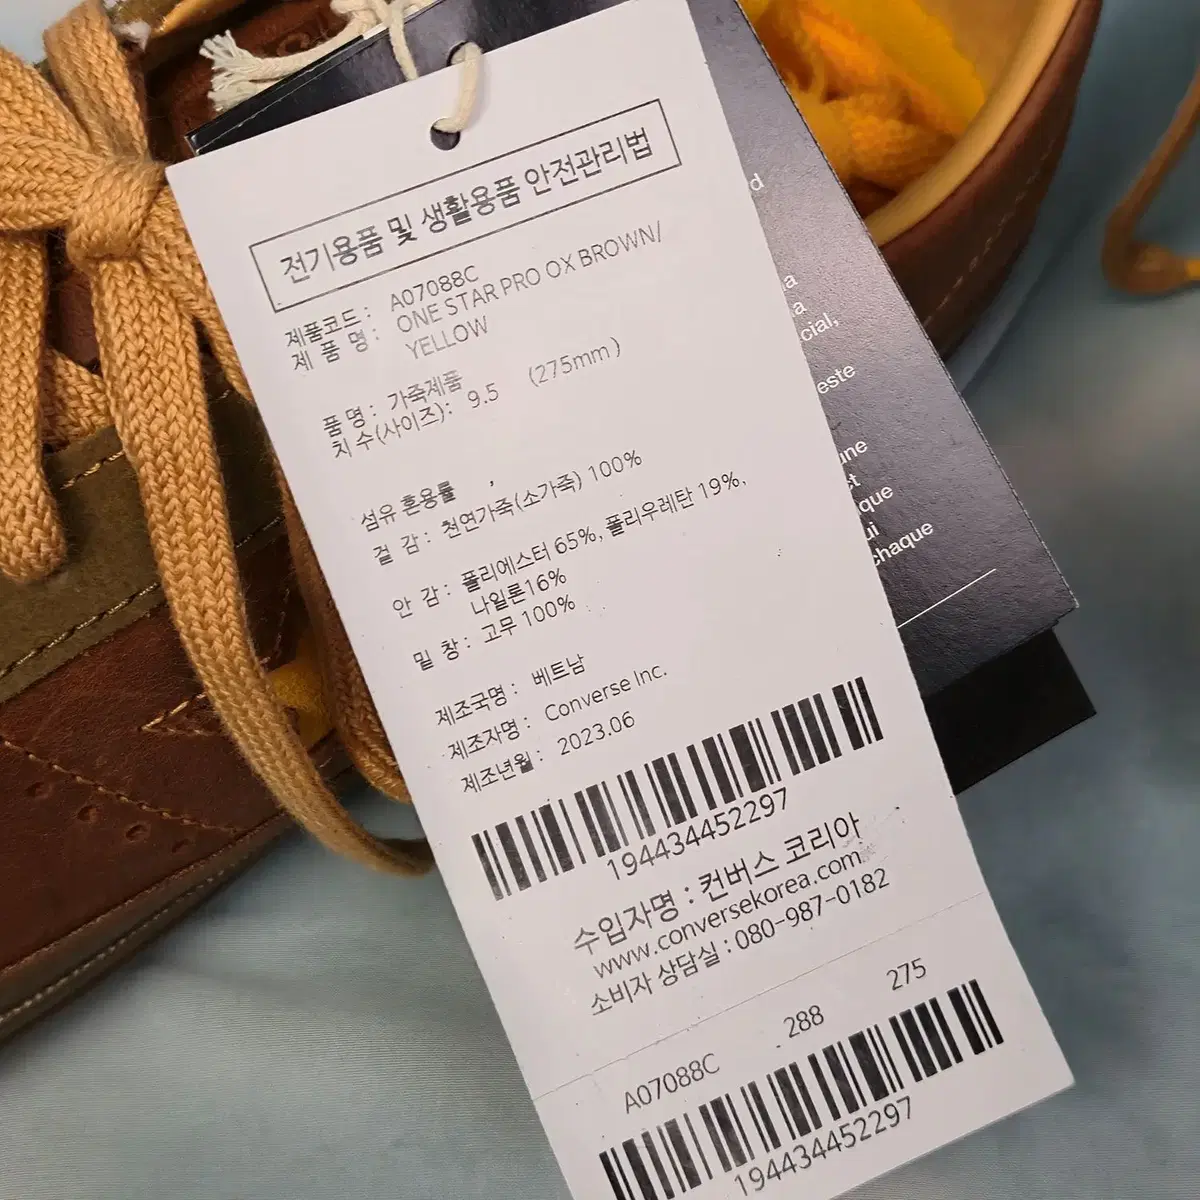 전기용품 및 생활용품 안전관리법
제품코드 : A07088C
제 품 명 : ONE STAR PRO OX BROWN/
YELLOW
품 명 : 가죽제품
치 수(사이즈): 9.5 (275mm )
섬유 혼용률
겉 감 : 천연가죽(소가죽) 100%
안 감 : 폴리에스터 65%, 폴리우레탄 19%,
나일론16%
밑 창 : 고무 100%
제조국명 : 베트남
제조자명 : Converse Inc.
제조년월 : 2023.06
194434452297
수입자명 : 컨버스 코리아
www.conversekorea.com
소비자 상담실 : 080-987-0182
A07088C 288 275
194434452297
chaque